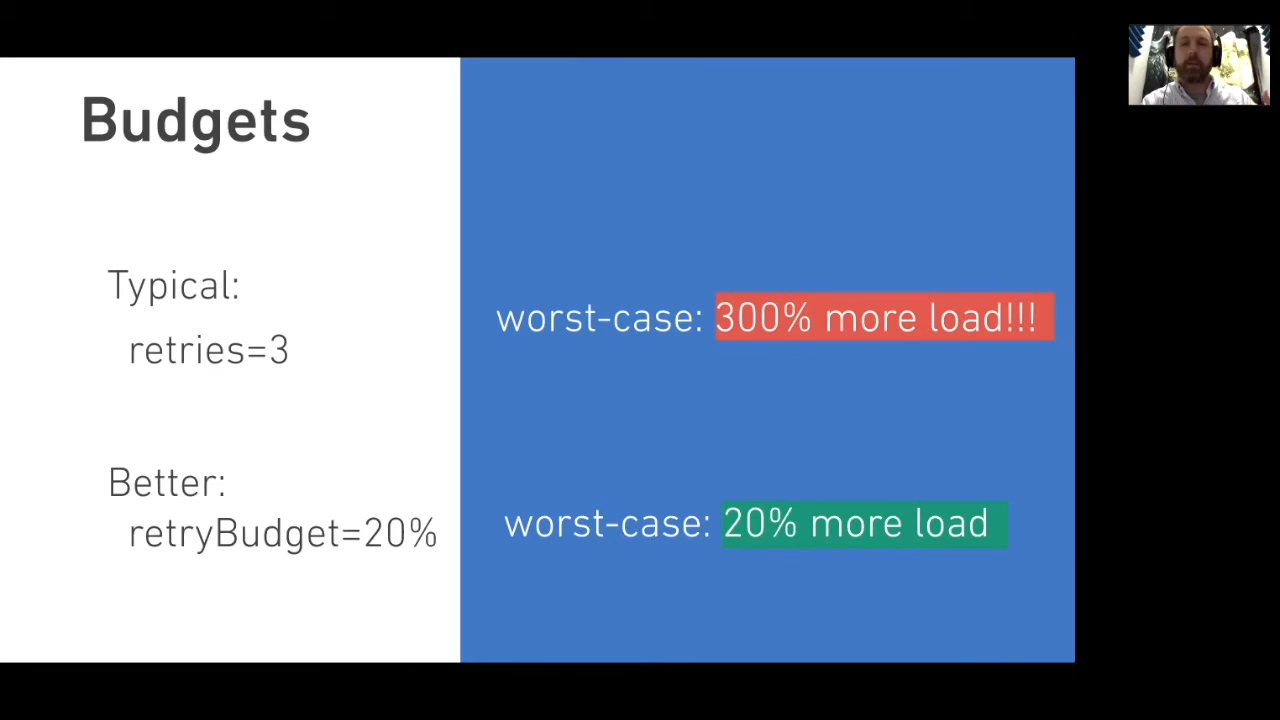 Budgets
Typical:
retries=3
worst-case: 300% more load!!!
Better:
retryBudget=20%
worst-case: 20% more load